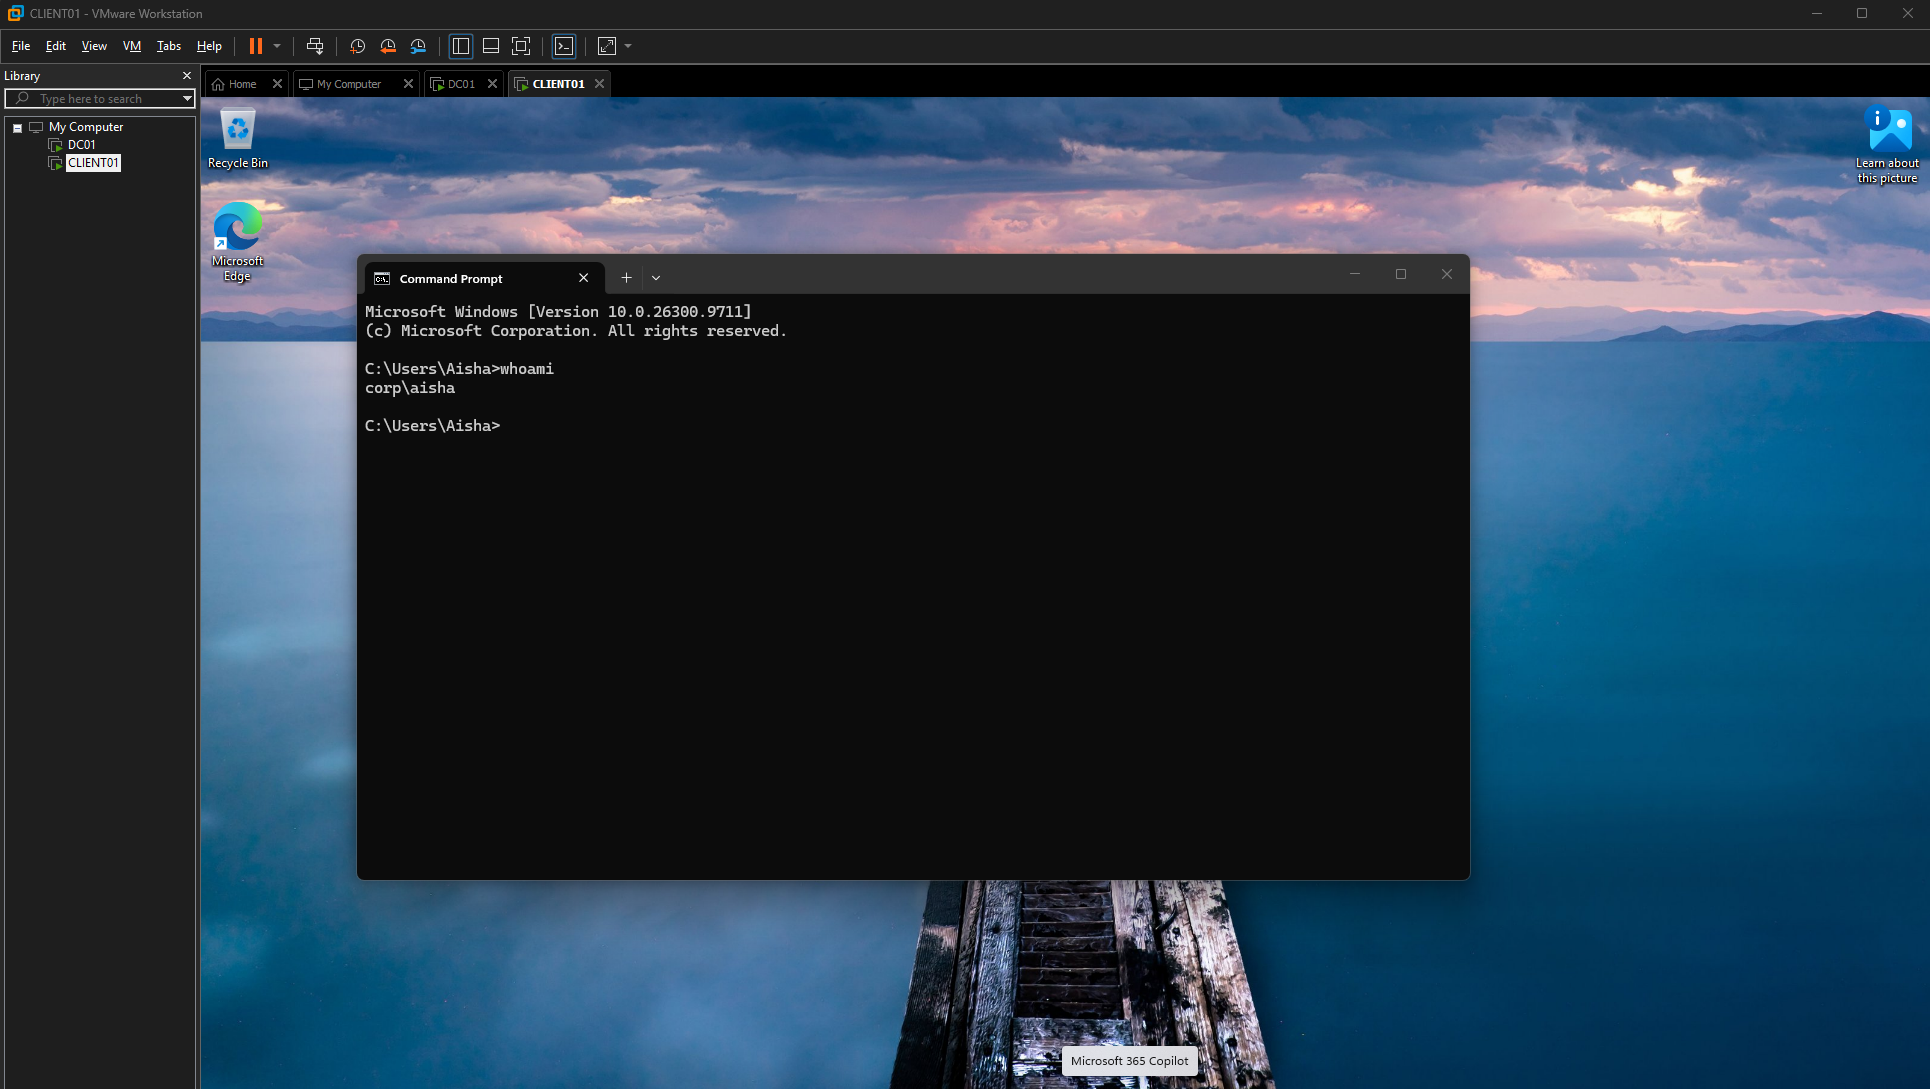 CLIENT01 - VMware Workstation
File Edit View VM Tabs Help
Library
Type here to search
My Computer
DC01
CLIENT01
Home My Computer DC01 CLIENT01
Recycle Bin
Microsoft
Edge
Learn about
this picture
Command Prompt
Microsoft Windows [Version 10.0.26300.9711]
(c) Microsoft Corporation. All rights reserved.
C:\Users\Aisha>whoami
corp\aisha
C:\Users\Aisha>
Microsoft 365 Copilot